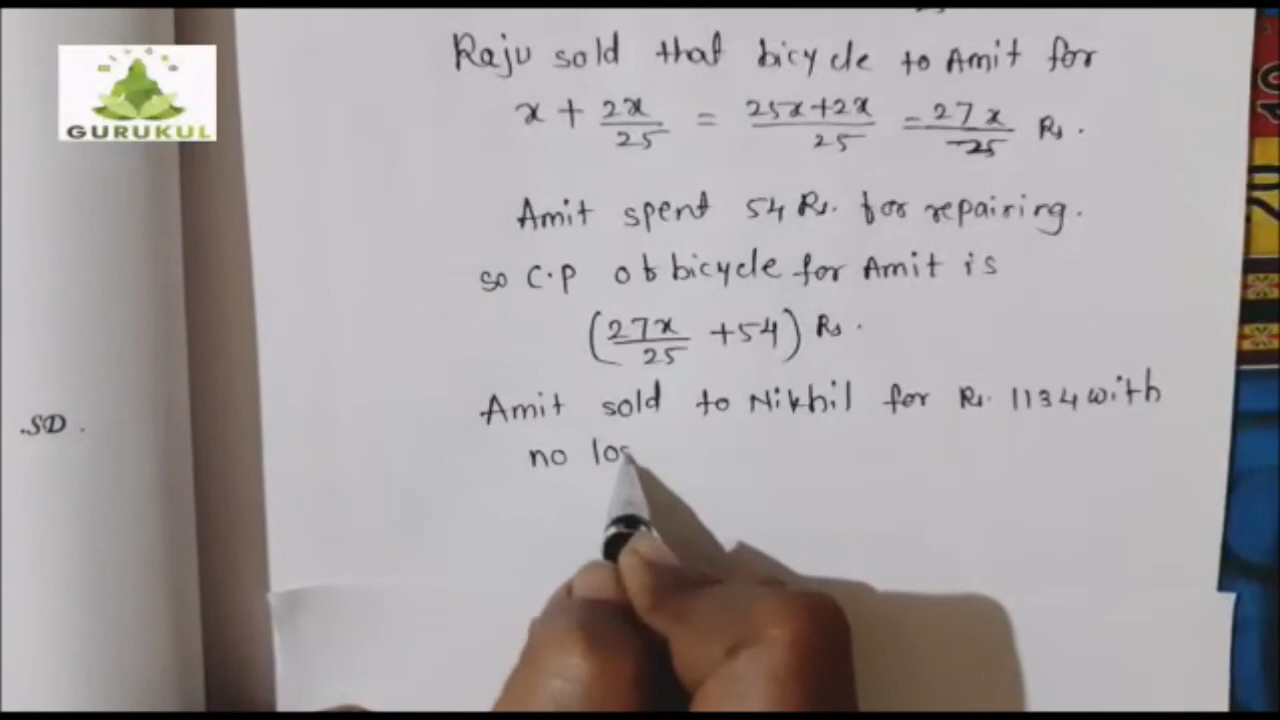 GURUKUL
Raju sold that bicycle to Amit for
x + 2x/25 = 25x+2x/25 = 27x/25 Rs.
Amit spent 54 Rs. for repairing.
so C.P of bicycle for Amit is
(27x/25 + 54) Rs.
Amit sold to Nikhil for Rs. 1134 with
no los
.SD.